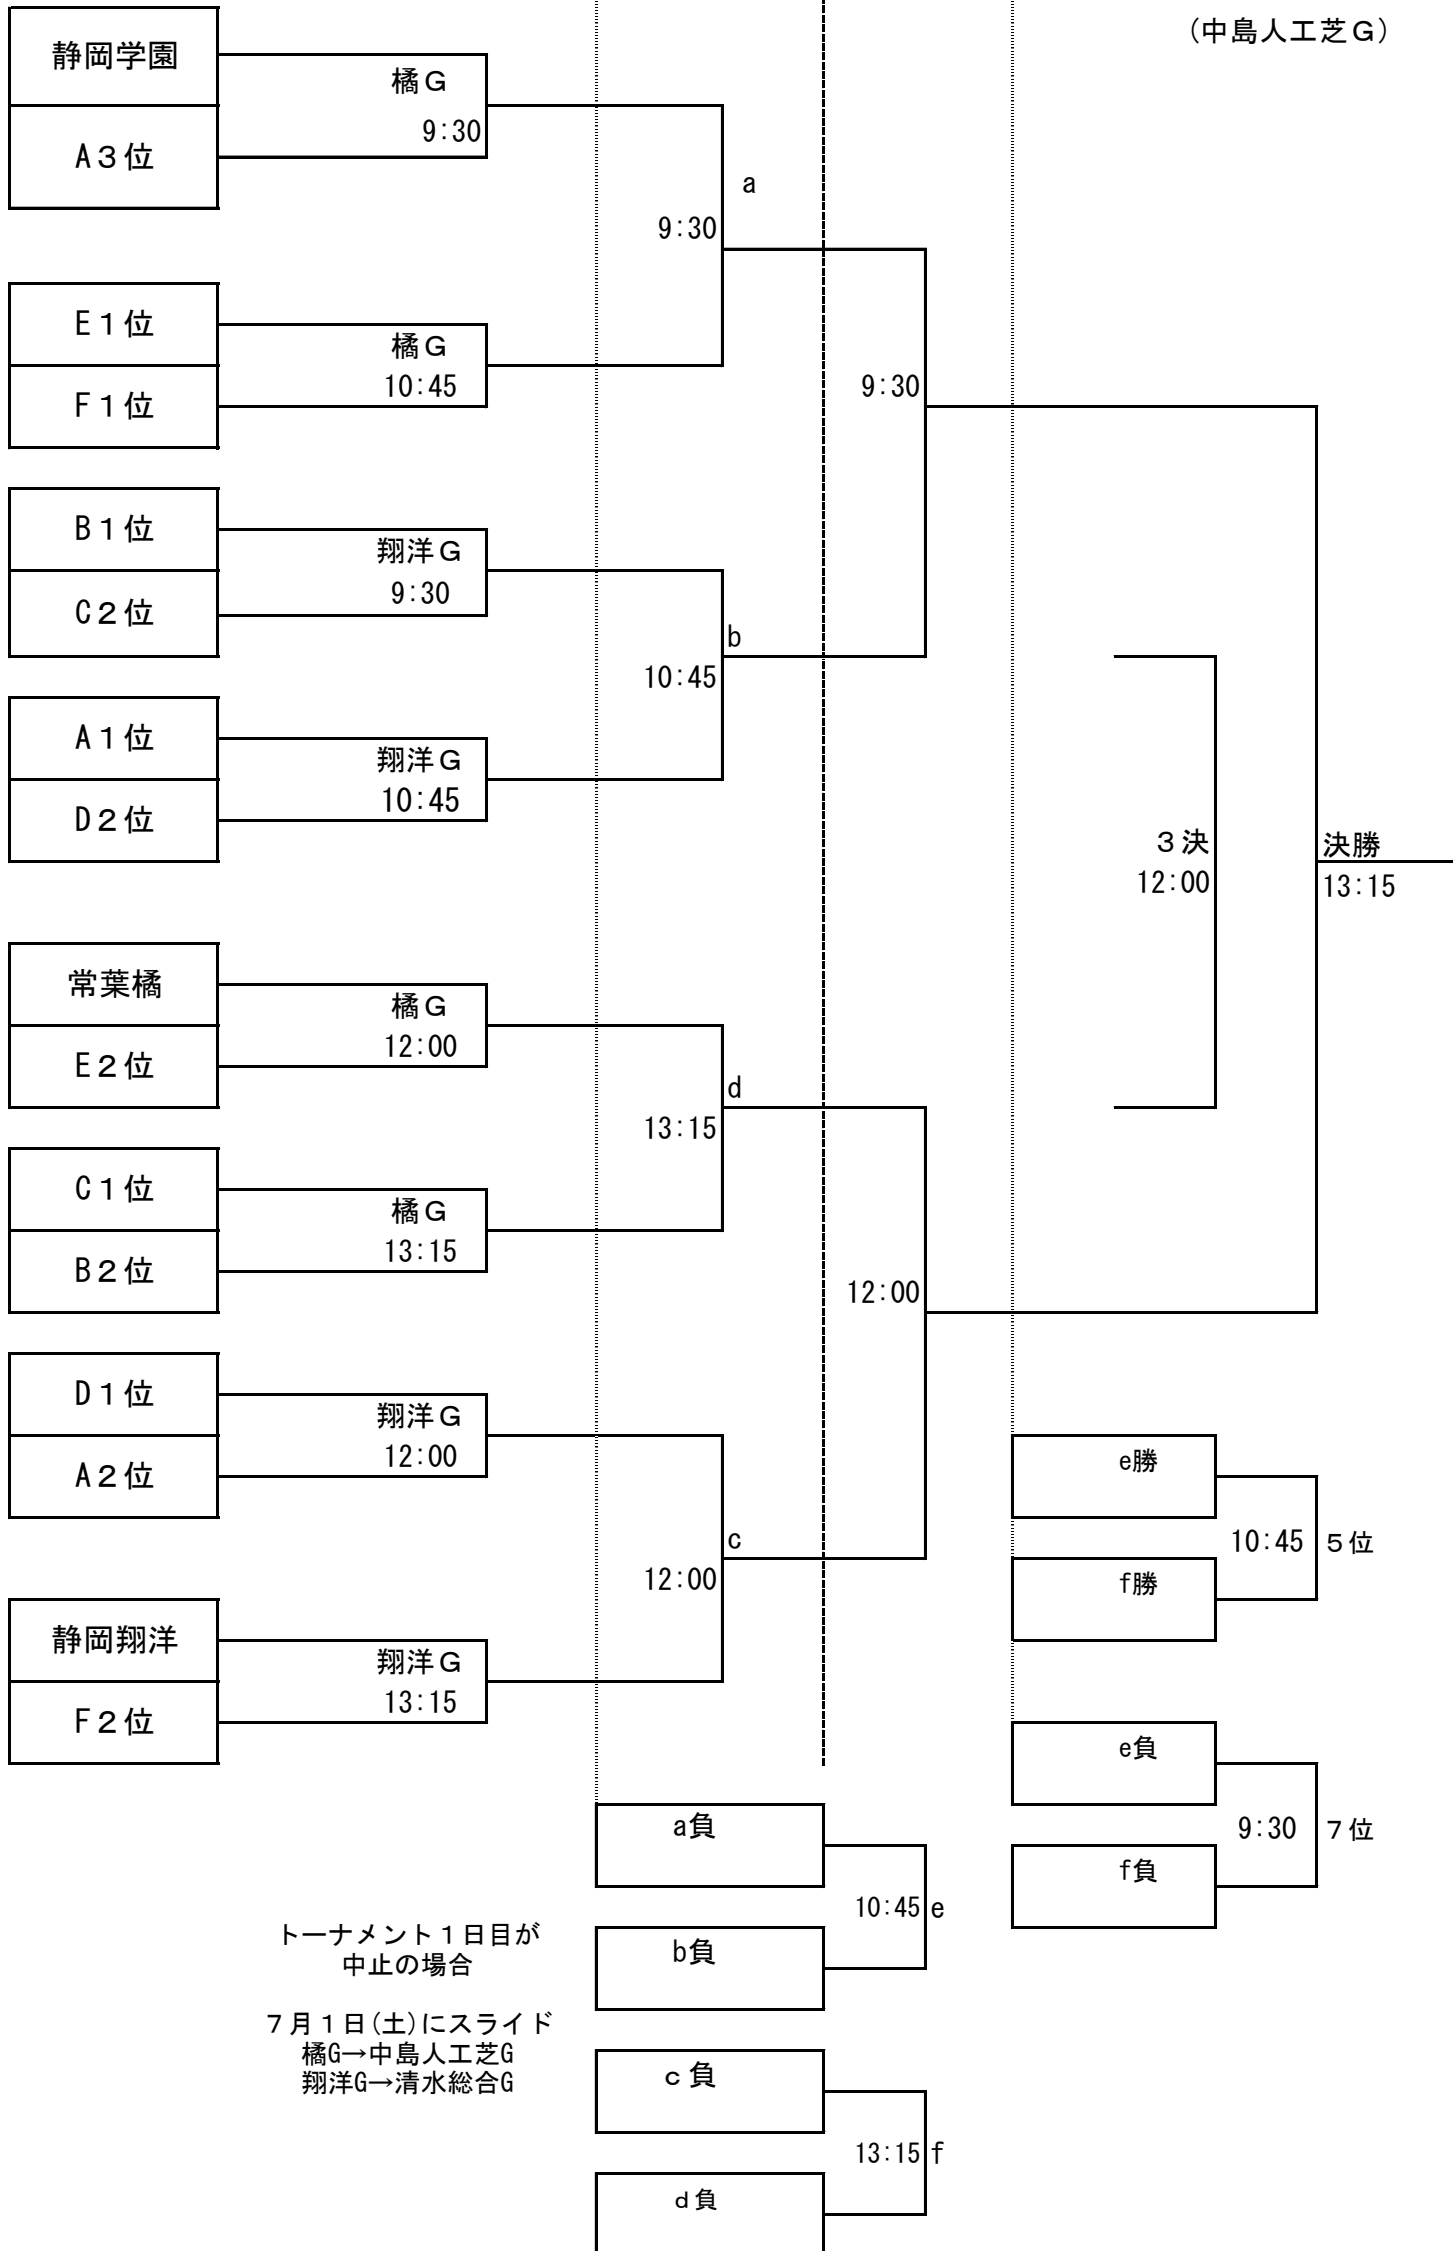 (中島人工芝Ｇ)
静岡学園
橘Ｇ
9:30
A３位
a
9:30
E１位
橘Ｇ
10:45
F１位
9:30
B１位
翔洋Ｇ
9:30
C２位
b
10:45
A１位
翔洋Ｇ
10:45
D２位
３決
12:00
決勝
13:15
常葉橘
橘Ｇ
12:00
E２位
d
13:15
C１位
橘Ｇ
13:15
B２位
12:00
D１位
翔洋Ｇ
12:00
A２位
e勝
10:45
５位
f勝
c
12:00
静岡翔洋
翔洋Ｇ
13:15
F２位
e負
9:30
７位
f負
a負
10:45
e
b負
トーナメント１日目が
中止の場合
７月１日(土)にスライド
橘G→中島人工芝G
翔洋G→清水総合G
ｃ負
13:15
f
ｄ負